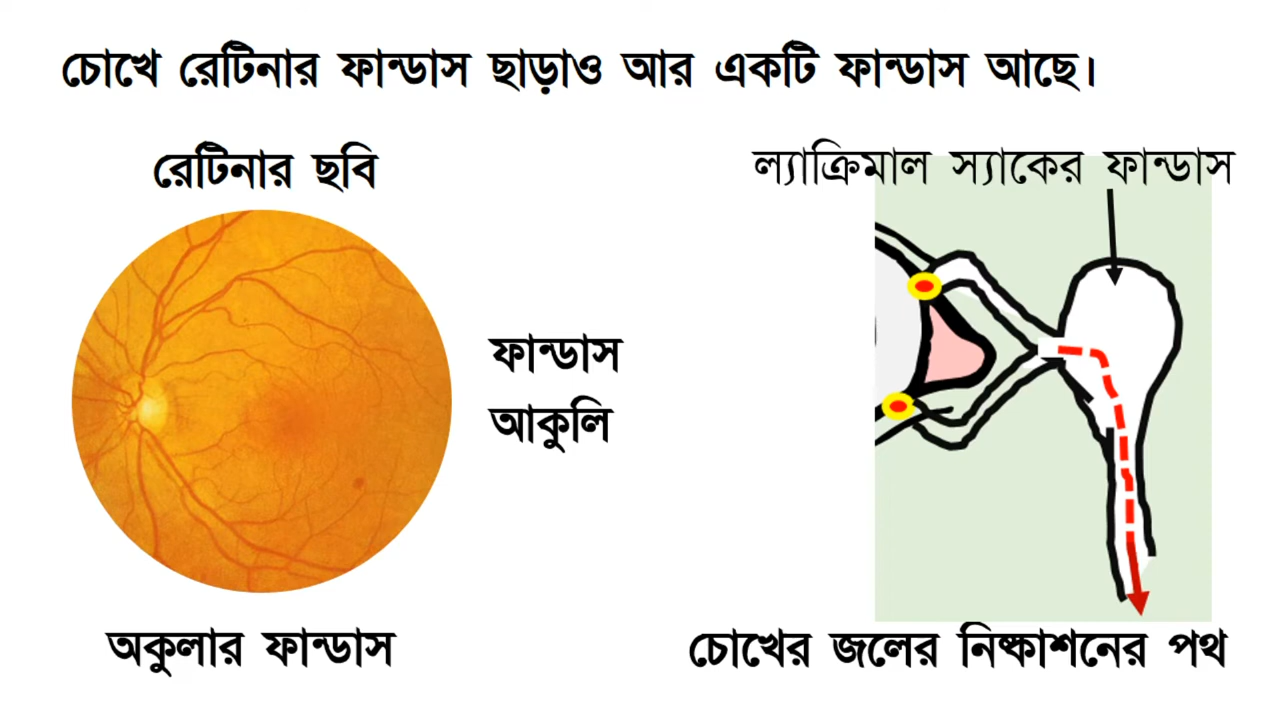 চোখে রেটিনার ফান্ডাস ছাড়াও আর একটি ফান্ডাস আছে।
রেটিনার ছবি
ল্যাক্রিমাল স্যাকের ফান্ডাস
ফান্ডাস
আকুলি
অকুলার ফান্ডাস
চোখের জলের নিষ্কাশনের পথ